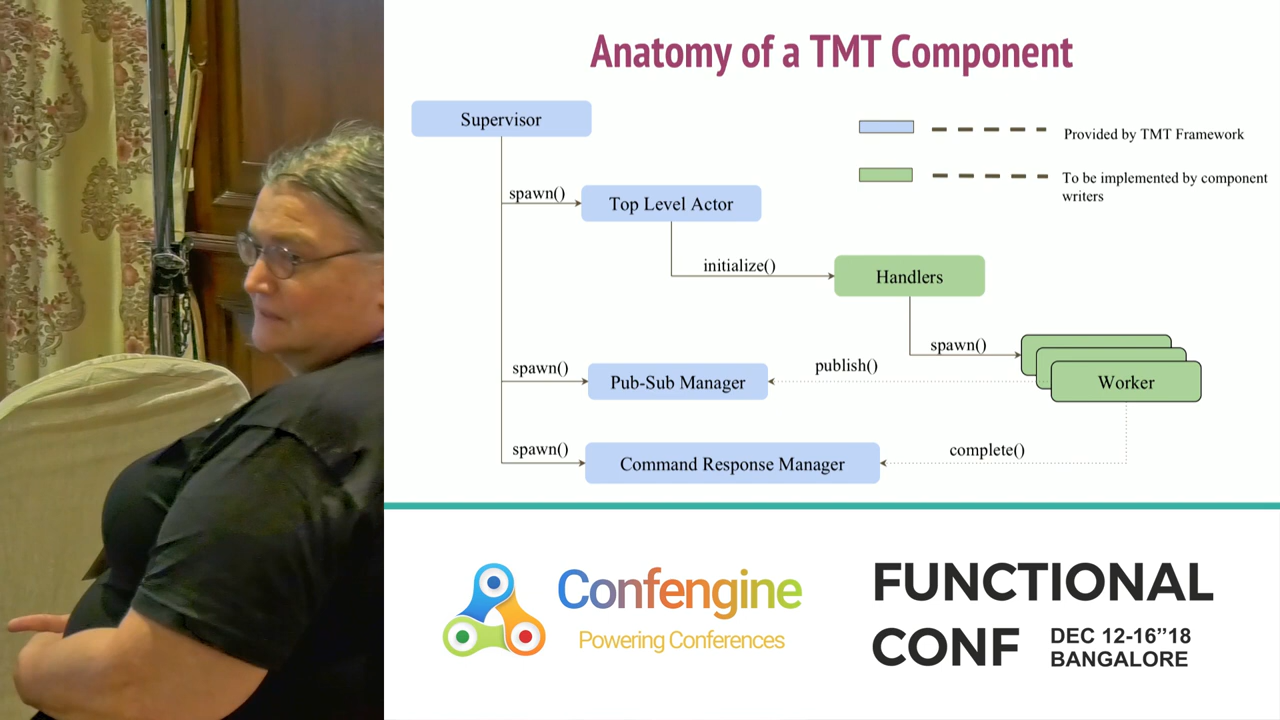 Anatomy of a TMT Component
Supervisor
Provided by TMT Framework
To be implemented by component
writers
spawn()
Top Level Actor
initialize()
Handlers
spawn()
spawn()
Pub-Sub Manager
publish()
Worker
spawn()
Command Response Manager
complete()
Confengine
Powering Conferences
FUNCTIONAL
CONF
DEC 12-16”18
BANGALORE